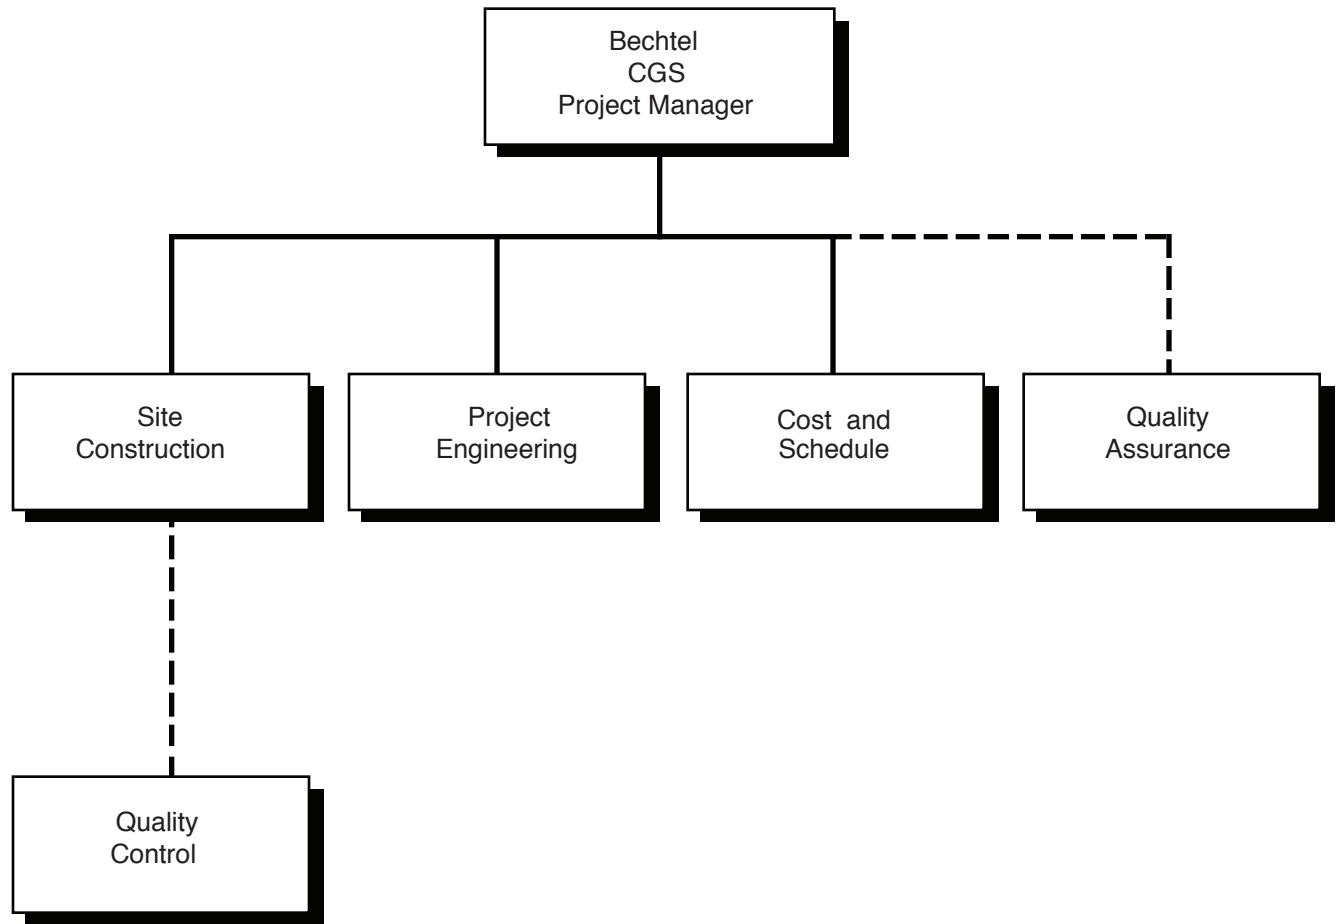 Bechtel
CGS
Project Manager
Site
Construction
Project
Engineering
Cost and
Schedule
Quality
Assurance
Quality
Control